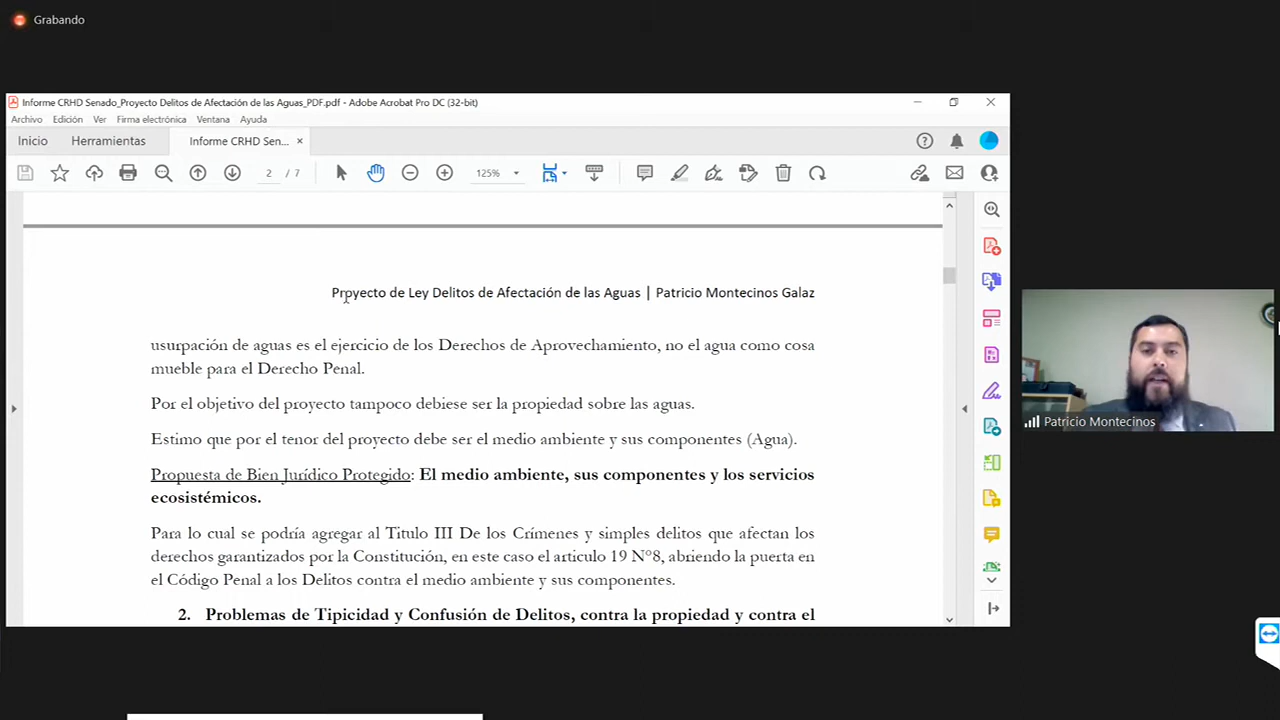 Grabando
Informe CRHD Senado_Proyecto Delitos de Afectación de las Aguas_PDF.pdf - Adobe Acrobat Pro DC (32-bit)
Archivo Edición Ver Firma electrónica Ventana Ayuda
Inicio Herramientas Informe CRHD Sen... ×
2 / 7 125%
Proyecto de Ley Delitos de Afectación de las Aguas | Patricio Montecinos Galaz
usurpación de aguas es el ejercicio de los Derechos de Aprovechamiento, no el agua como cosa
mueble para el Derecho Penal.
Por el objetivo del proyecto tampoco debiese ser la propiedad sobre las aguas.
Estimo que por el tenor del proyecto debe ser el medio ambiente y sus componentes (Agua).
Propuesta de Bien Jurídico Protegido: El medio ambiente, sus componentes y los servicios
ecosistémicos.
Para lo cual se podría agregar al Titulo III De los Crímenes y simples delitos que afectan los
derechos garantizados por la Constitución, en este caso el articulo 19 N°8, abriendo la puerta en
el Código Penal a los Delitos contra el medio ambiente y sus componentes.
2. Problemas de Tipicidad y Confusión de Delitos, contra la propiedad y contra el
Patricio Montecinos